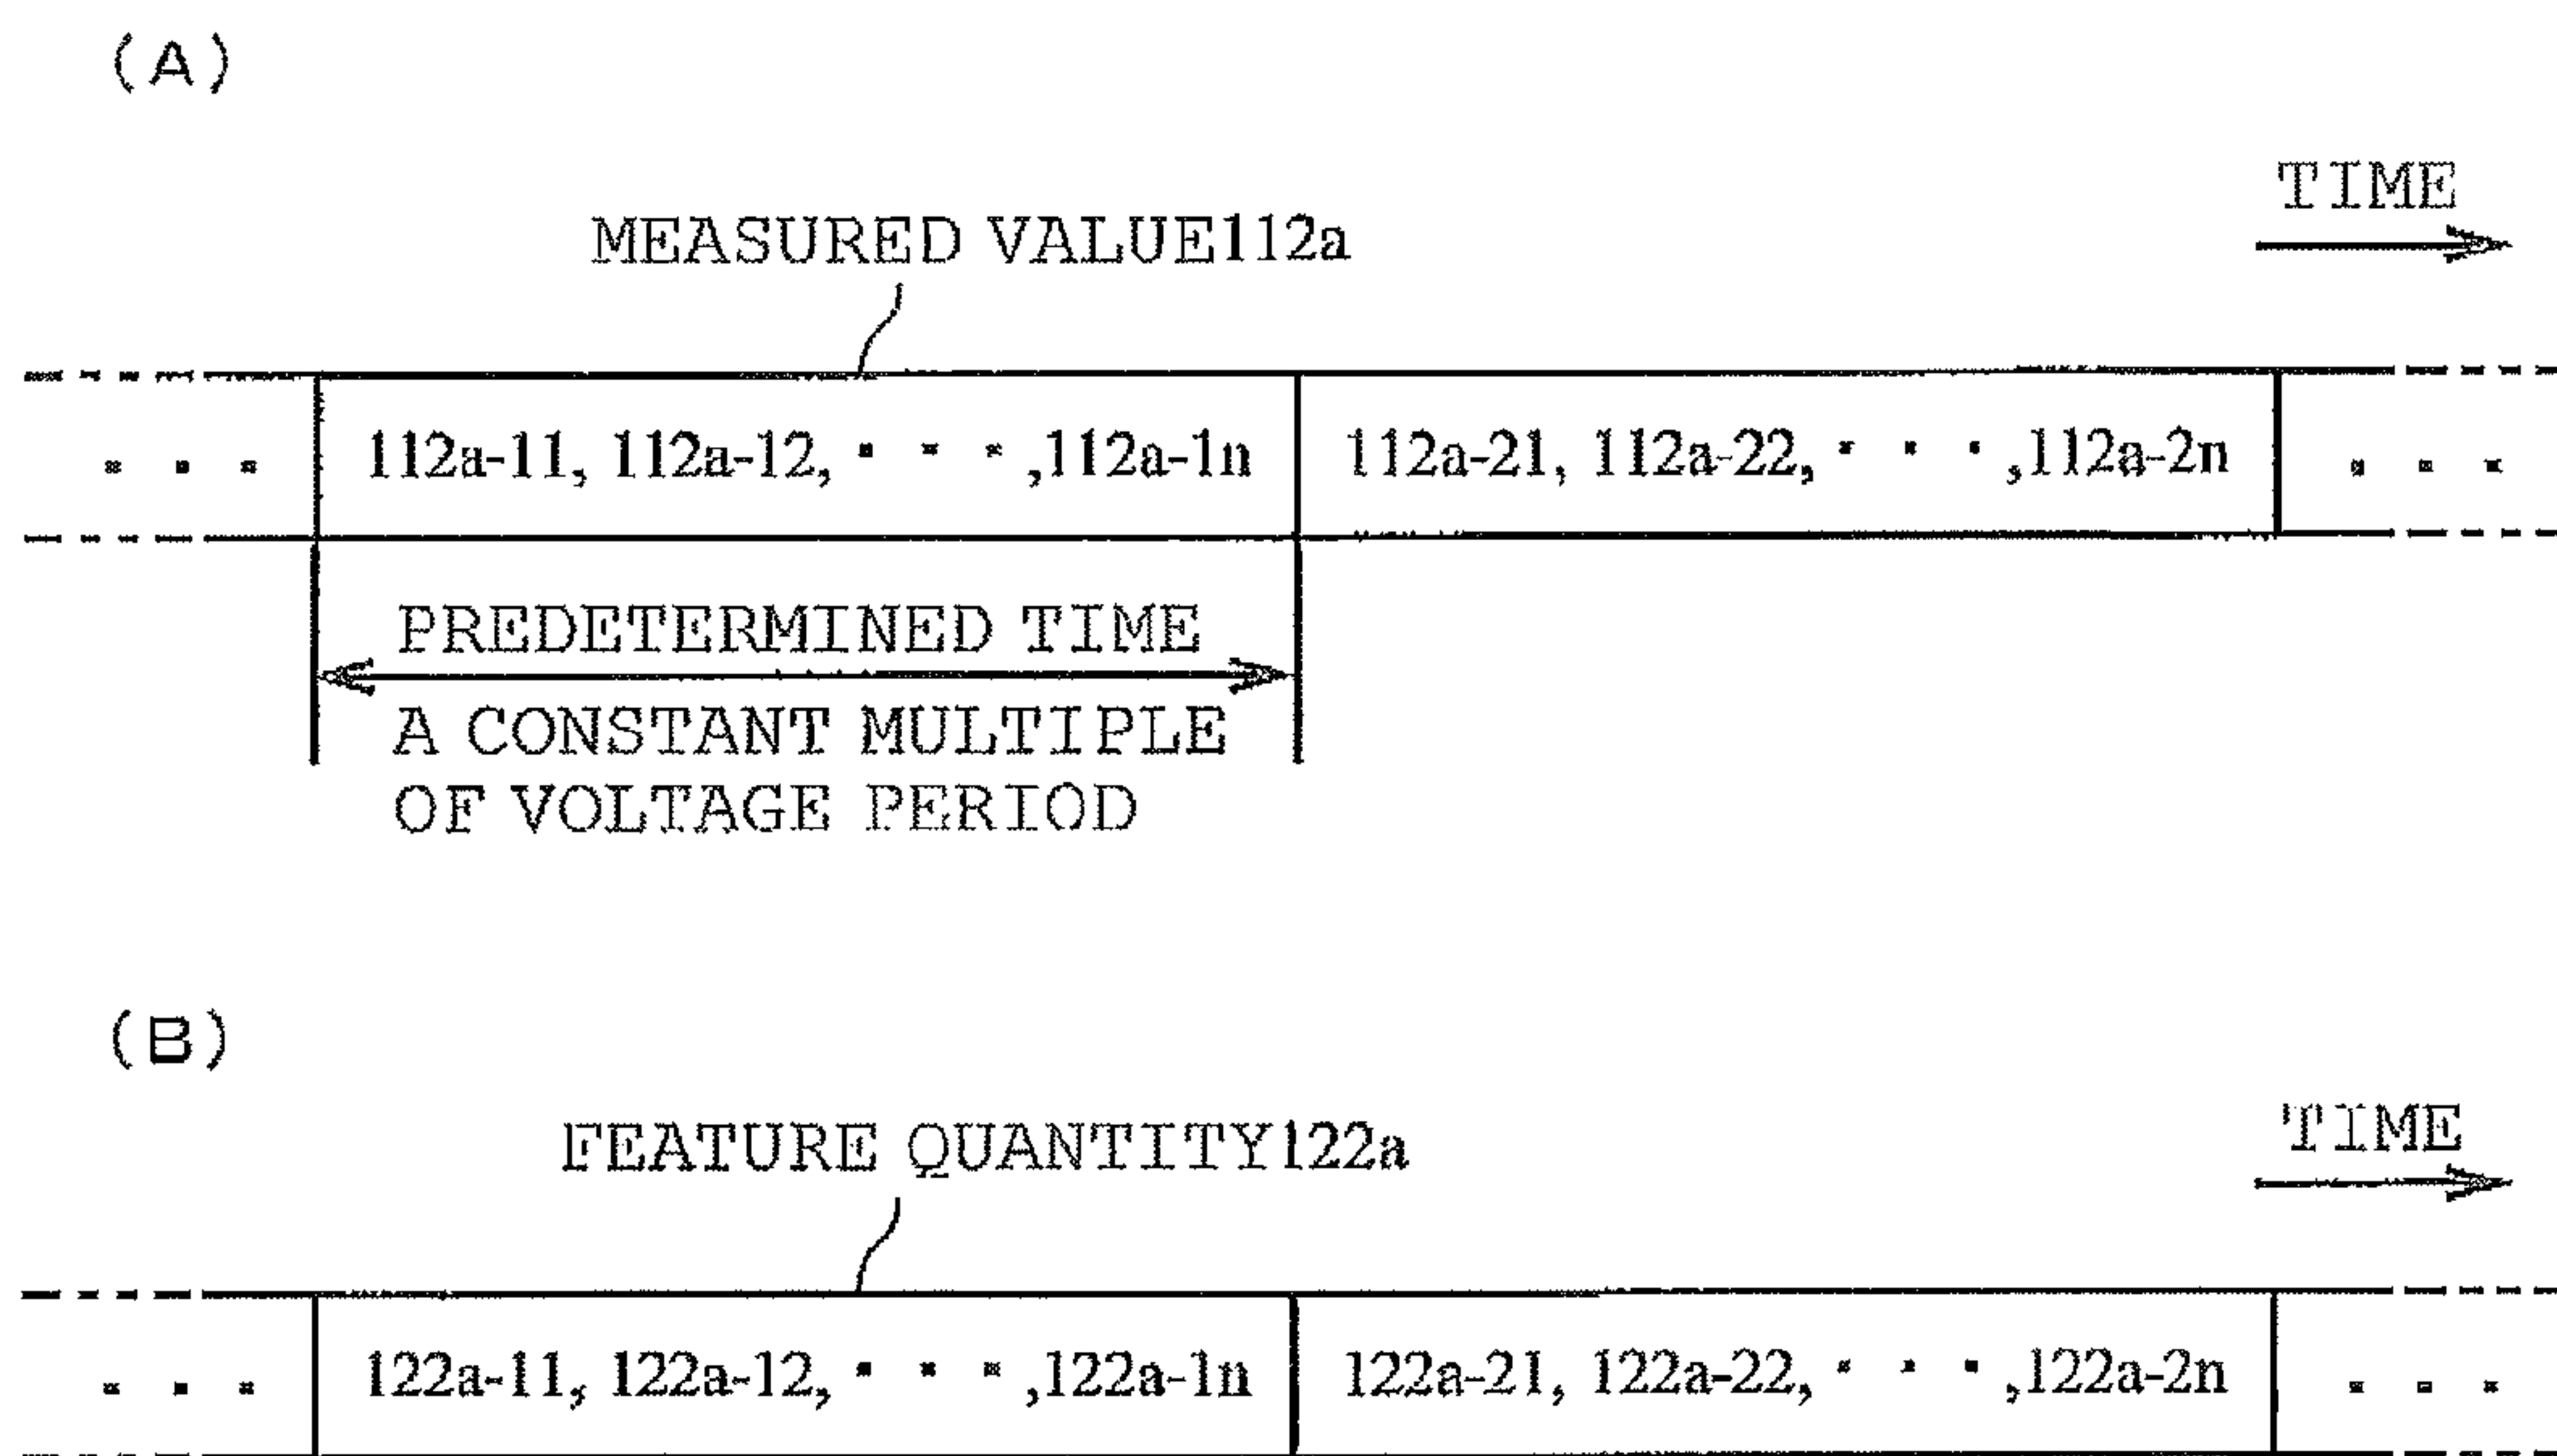 (A)
TIME
MEASURED VALUE112a
▪ ▪ ▪ 112a-11, 112a-12, ▪ ▪ ▪ ,112a-1n 112a-21, 112a-22, ▪ ▪ ▪ ,112a-2n ▪ ▪ ▪
PREDETERMINED TIME
A CONSTANT MULTIPLE
OF VOLTAGE PERIOD
(B)
TIME
FEATURE QUANTITY122a
▪ ▪ ▪ 122a-11, 122a-12, ▪ ▪ ▪ ,122a-1n 122a-21, 122a-22, ▪ ▪ ▪ ,122a-2n ▪ ▪ ▪